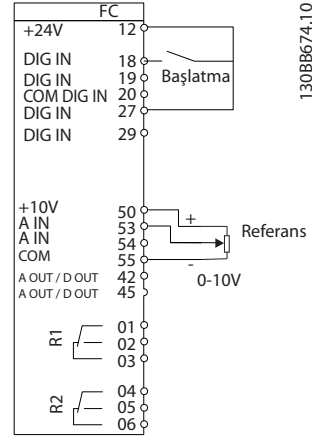 FC
+24V 12
DIG IN 18
DIG IN 19
COM DIG IN 20
DIG IN 27
DIG IN 29
Başlatma
130BB674.10
+10V 50
A IN 53
A IN 54
COM 55
A OUT / D OUT 42
A OUT / D OUT 45
+
-
Referans
0-10V
R1
01
02
03
R2
04
05
06